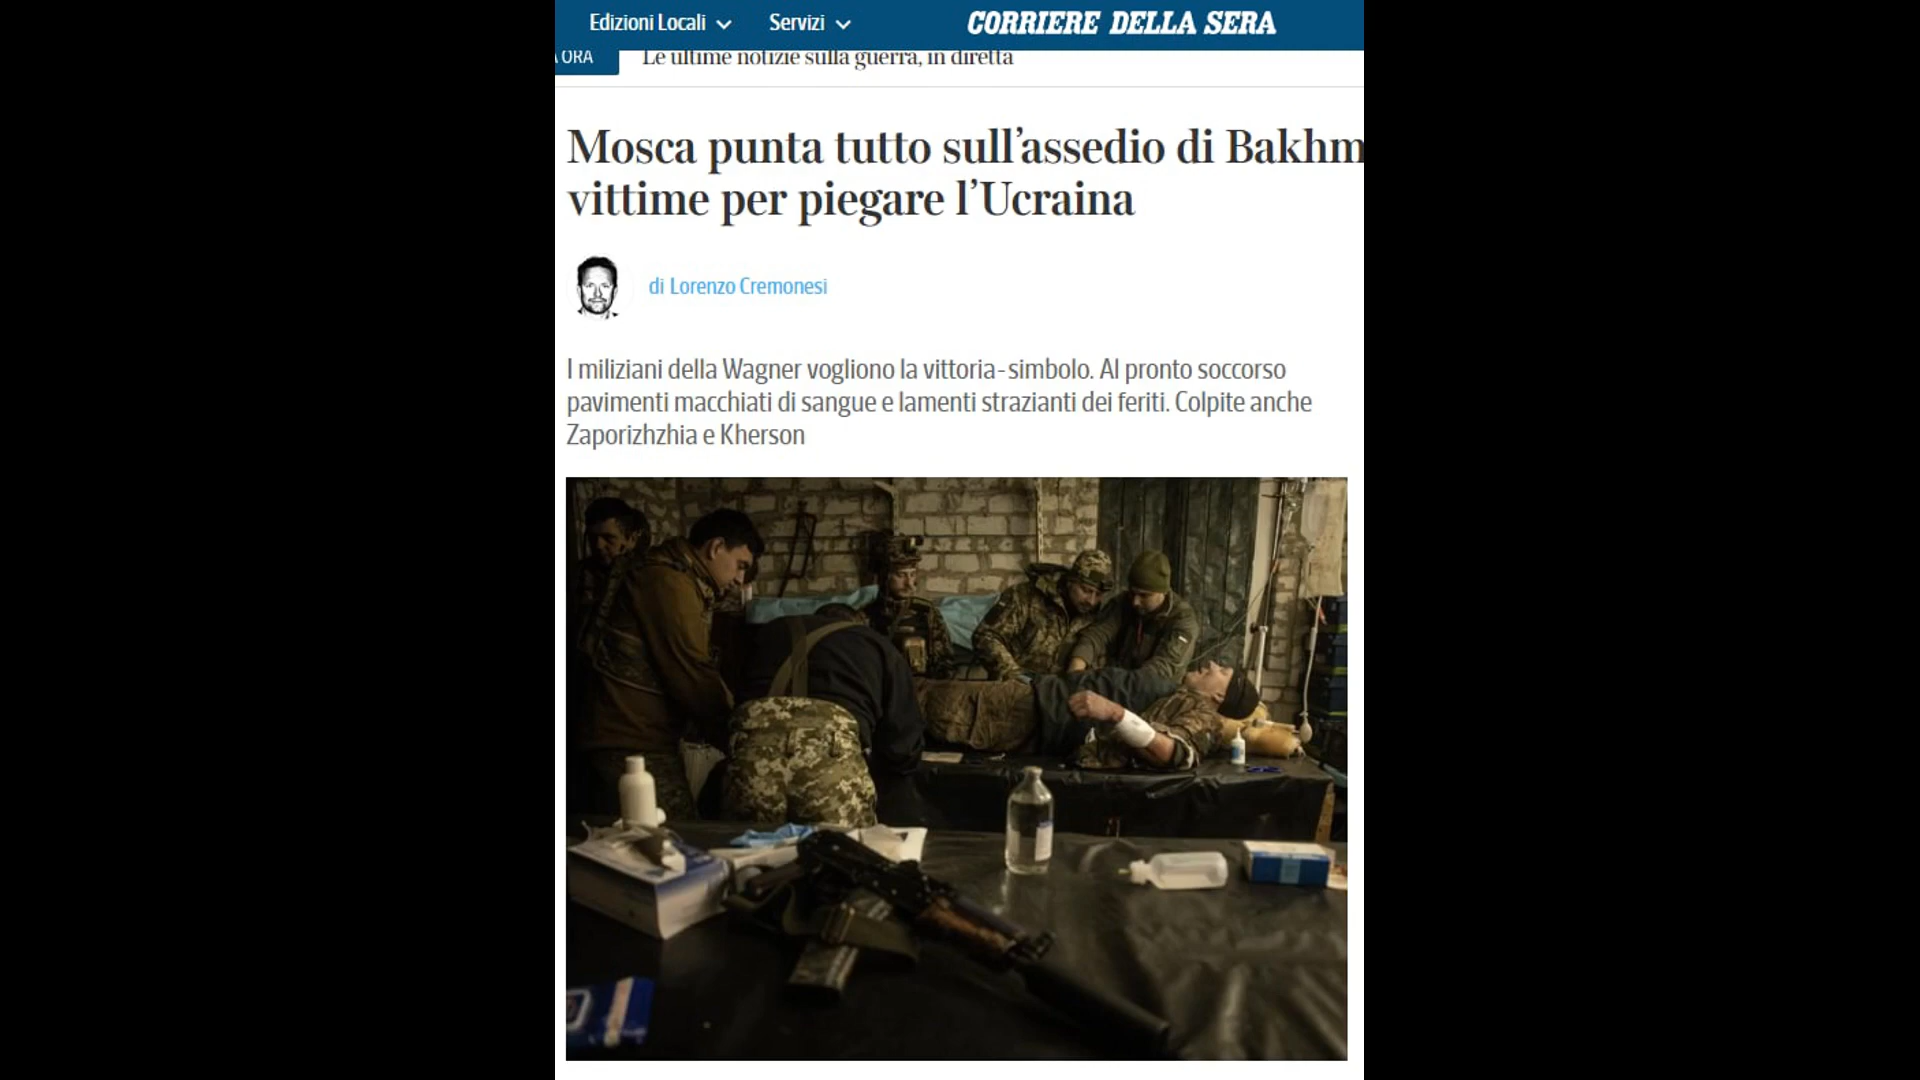 Edizioni Locali Servizi CORRIERE DELLA SERA
ORA Le ultime notizie sulla guerra, in diretta
Mosca punta tutto sull'assedio di Bakhm
vittime per piegare l'Ucraina
di Lorenzo Cremonesi
I miliziani della Wagner vogliono la vittoria-simbolo. Al pronto soccorso
pavimenti macchiati di sangue e lamenti strazianti dei feriti. Colpite anche
Zaporizhzhia e Kherson